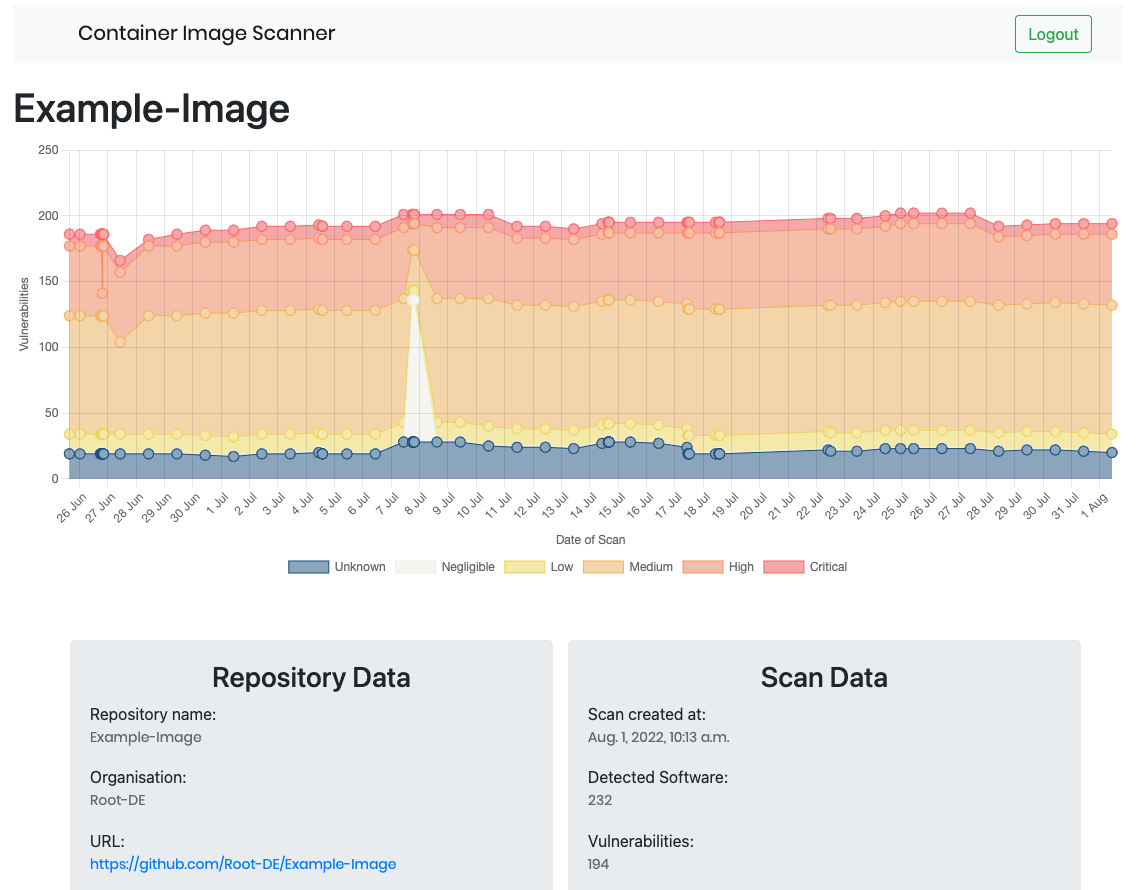 Container Image Scanner
Logout
Example-Image
250
200
150
100
50
0
Vulnerabilities
26 Jun 27 Jun 28 Jun 29 Jun 30 Jun 1 Jul 2 Jul 3 Jul 4 Jul 5 Jul 6 Jul 7 Jul 8 Jul 9 Jul 10 Jul 11 Jul 12 Jul 13 Jul 14 Jul 15 Jul 16 Jul 17 Jul 18 Jul 19 Jul 20 Jul 21 Jul 22 Jul 23 Jul 24 Jul 25 Jul 26 Jul 27 Jul 28 Jul 29 Jul 30 Jul 31 Jul 1 Aug
Date of Scan
Unknown Negligible Low Medium High Critical
Repository Data
Repository name:
Example-Image
Organisation:
Root-DE
URL:
https://github.com/Root-DE/Example-Image
Scan Data
Scan created at:
Aug. 1, 2022, 10:13 a.m.
Detected Software:
232
Vulnerabilities:
194